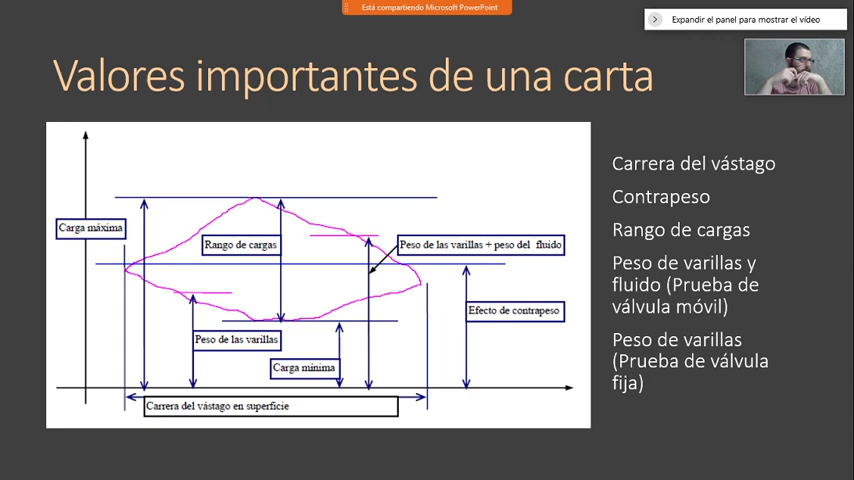 Está compartiendo Microsoft PowerPoint
Expandir el panel para mostrar el vídeo
Valores importantes de una carta
Carga máxima
Rango de cargas
Peso de las varillas + peso del fluido
Efecto de contrapeso
Peso de las varillas
Carga mínima
Carrera del vástago en superficie
Carrera del vástago
Contrapeso
Rango de cargas
Peso de varillas y
fluido (Prueba de
válvula móvil)
Peso de varillas
(Prueba de válvula
fija)